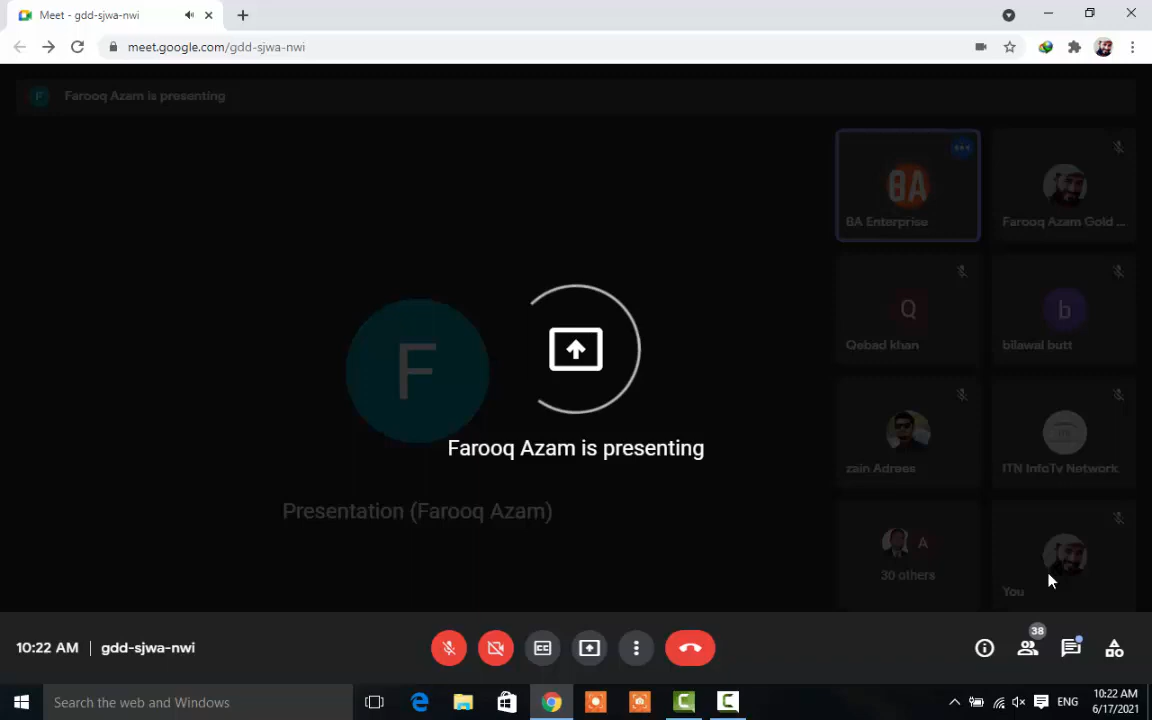 Meet - gdd-sjwa-nwi
meet.google.com/gdd-sjwa-nwi
F
Farooq Azam is presenting
BA
BA Enterprise
Farooq Azam Gold ...
Q
Qebad khan
b
bilawal butt
F
Farooq Azam is presenting
Presentation (Farooq Azam)
zain Adrees
ITN InfoTv Network
A
30 others
You
10:22 AM | gdd-sjwa-nwi
38
Search the web and Windows
ENG
10:22 AM
6/17/2021